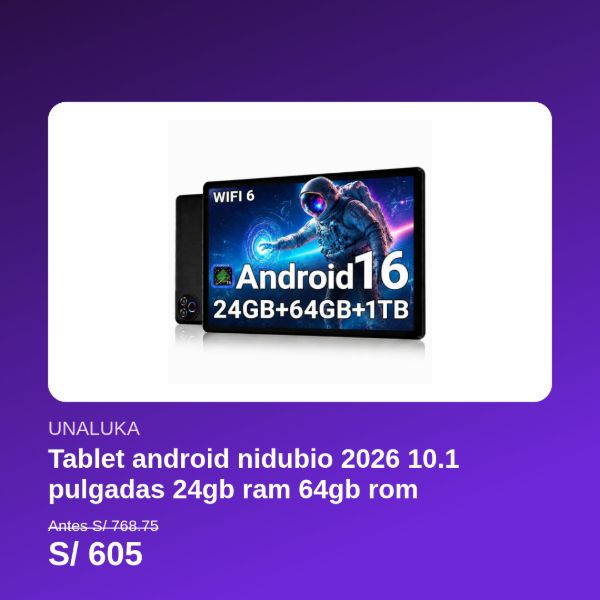 WIFI 6
Android16
24GB+64GB+1TB
UNALUKA
Tablet android nidubio 2026 10.1
pulgadas 24gb ram 64gb rom
Antes S/ 768.75
S/ 605